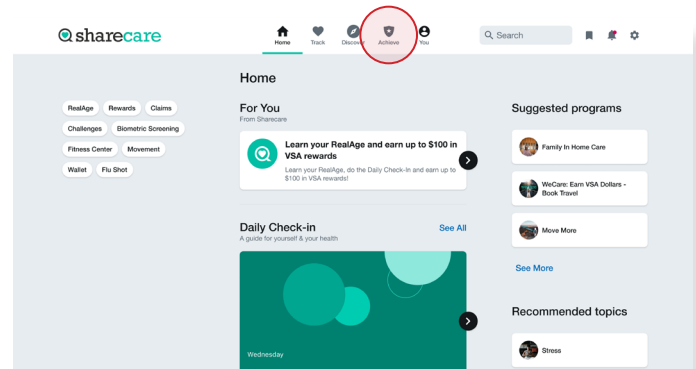 sharecare
Home
Track
Discover
Achieve
You
Search
Home
RealAge
Rewards
Claims
Challenges
Biometric Screening
Fitness Center
Movement
Wallet
Flu Shot
For You
From Sharecare
Learn your RealAge and earn up to $100 in
VSA rewards
Learn your RealAge, do the Daily Check-In and earn up to
$100 in VSA rewards!
Daily Check-in
See All
A guide for yourself & your health
Wednesday
Suggested programs
Family In Home Care
WeCare: Earn VSA Dollars -
Book Travel
Move More
See More
Recommended topics
Stress